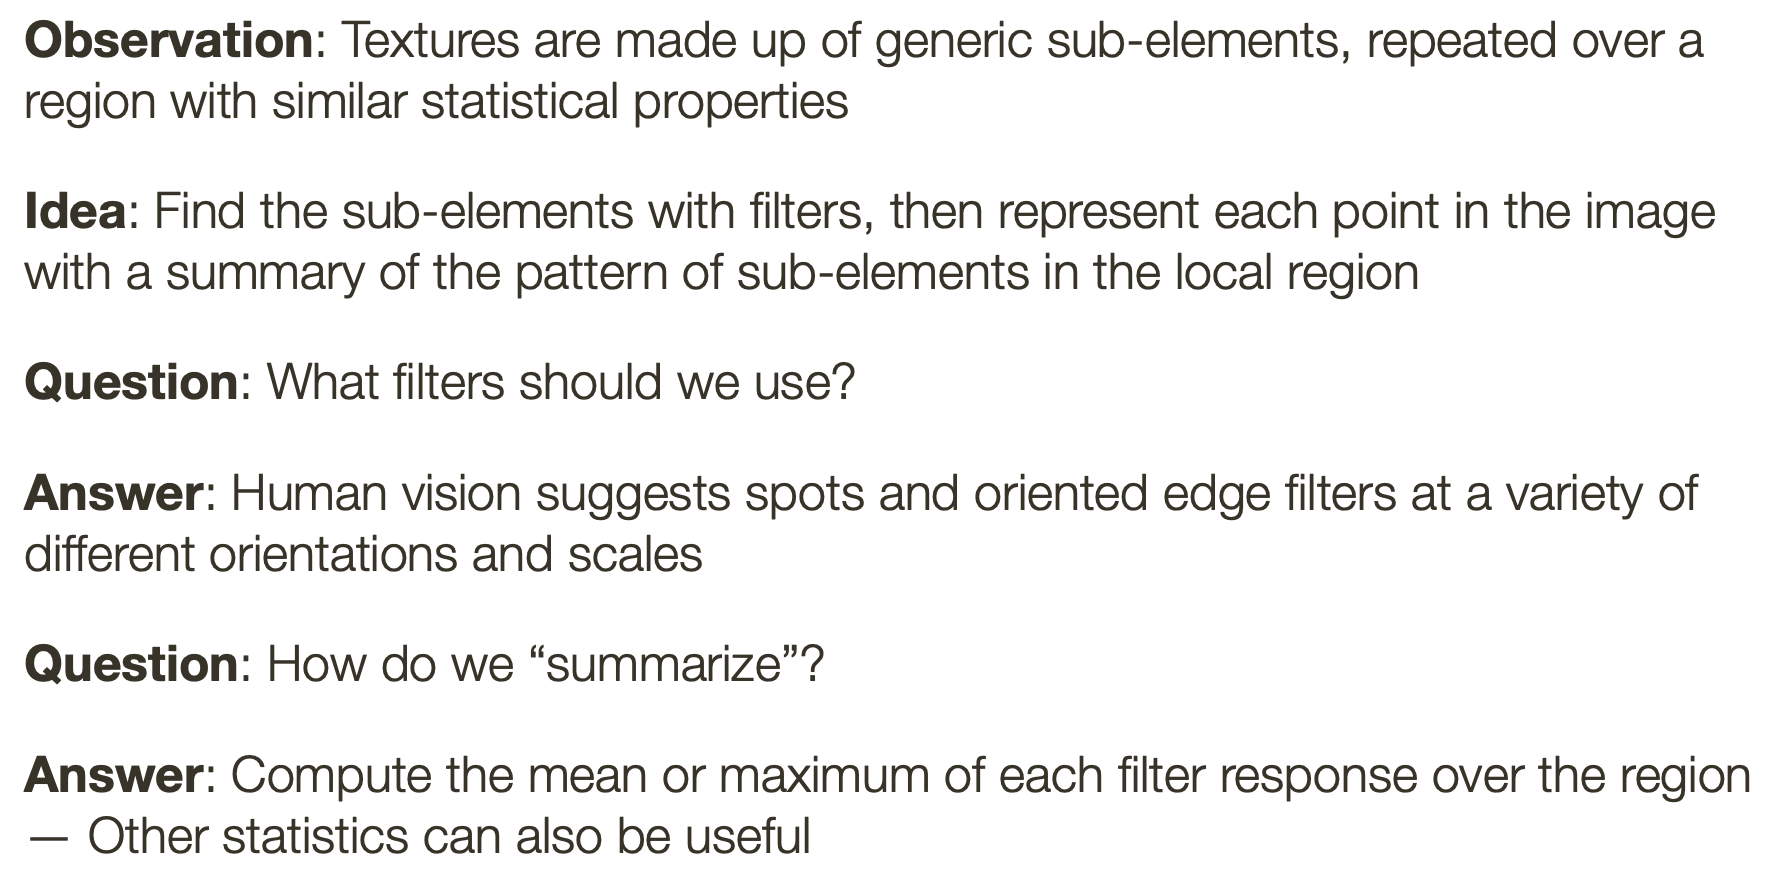 Observation: Textures are made up of generic sub-elements, repeated over a
region with similar statistical properties
Idea: Find the sub-elements with filters, then represent each point in the image
with a summary of the pattern of sub-elements in the local region
Question: What filters should we use?
Answer: Human vision suggests spots and oriented edge filters at a variety of
different orientations and scales
Question: How do we “summarize”?
Answer: Compute the mean or maximum of each filter response over the region
— Other statistics can also be useful